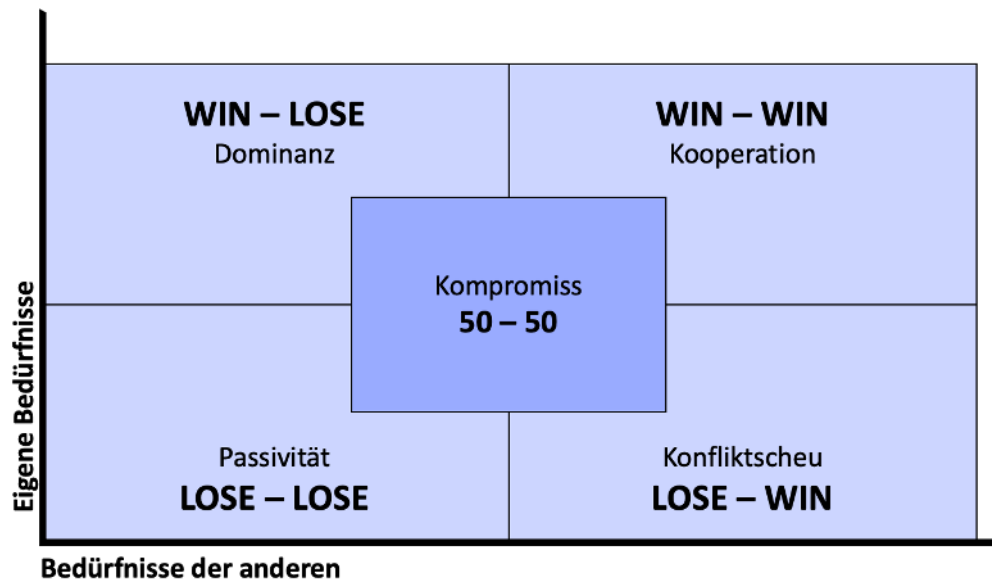 WIN – LOSE
Dominanz
WIN – WIN
Kooperation
Kompromiss
50 – 50
Eigene Bedürfnisse
Passivität
LOSE – LOSE
Konfliktscheu
LOSE – WIN
Bedürfnisse der anderen